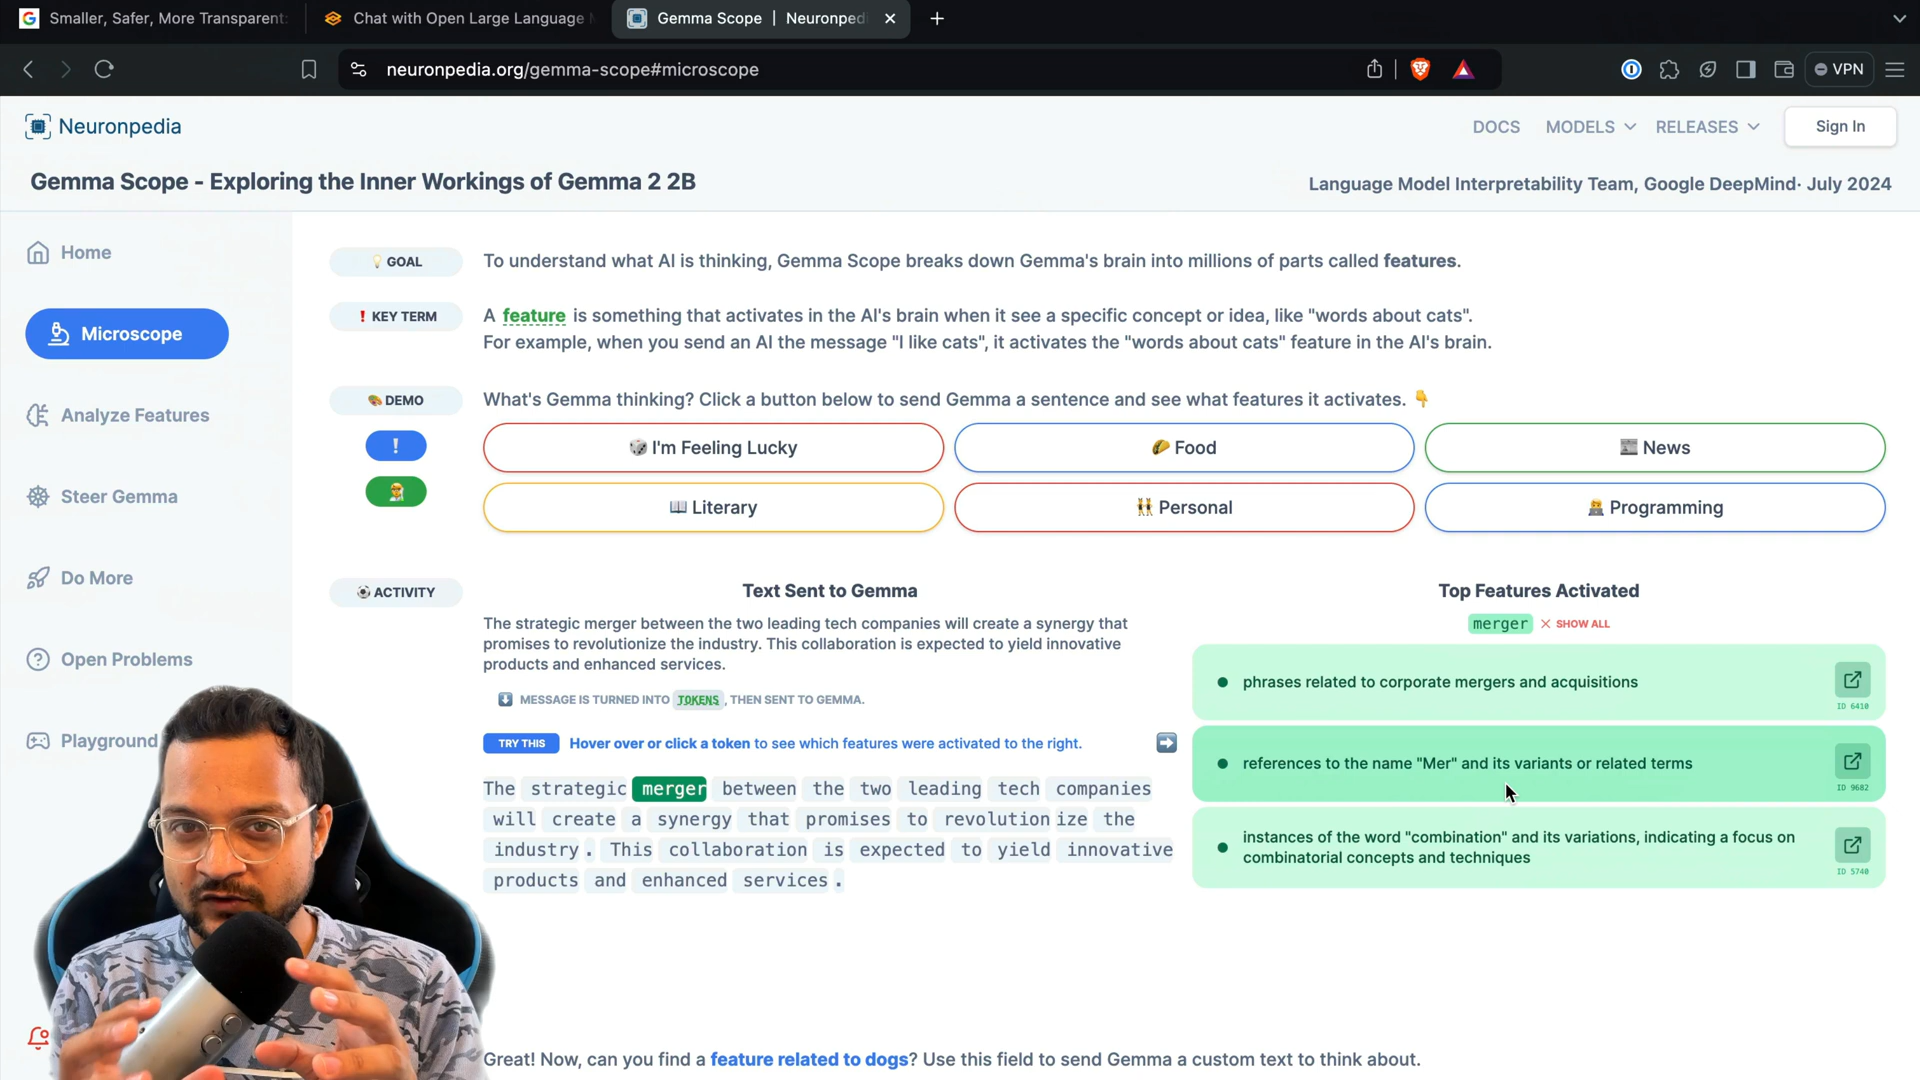 Smaller, Safer, More Transparent:
Chat with Open Large Language M
Gemma Scope | Neuronped
neuronpedia.org/gemma-scope#microscope
VPN
Neuronpedia
DOCS MODELS RELEASES Sign In
Gemma Scope - Exploring the Inner Workings of Gemma 2 2B
Language Model Interpretability Team, Google DeepMind· July 2024
Home
Microscope
Analyze Features
Steer Gemma
Do More
Open Problems
Playground
GOAL
To understand what AI is thinking, Gemma Scope breaks down Gemma's brain into millions of parts called features.
KEY TERM
A feature is something that activates in the AI's brain when it see a specific concept or idea, like "words about cats".
For example, when you send an AI the message "I like cats", it activates the "words about cats" feature in the AI's brain.
DEMO
What's Gemma thinking? Click a button below to send Gemma a sentence and see what features it activates.
I'm Feeling Lucky
Food
News
Literary
Personal
Programming
ACTIVITY
Text Sent to Gemma
The strategic merger between the two leading tech companies will create a synergy that
promises to revolutionize the industry. This collaboration is expected to yield innovative
products and enhanced services.
MESSAGE IS TURNED INTO TOKENS, THEN SENT TO GEMMA.
TRY THIS Hover over or click a token to see which features were activated to the right.
The strategic merger between the two leading tech companies
will create a synergy that promises to revolution ize the
industry . This collaboration is expected to yield innovative
products and enhanced services .
Top Features Activated
merger SHOW ALL
phrases related to corporate mergers and acquisitions
ID 6410
references to the name "Mer" and its variants or related terms
ID 9682
instances of the word "combination" and its variations, indicating a focus on
combinatorial concepts and techniques
ID 5740
Great! Now, can you find a feature related to dogs? Use this field to send Gemma a custom text to think about.